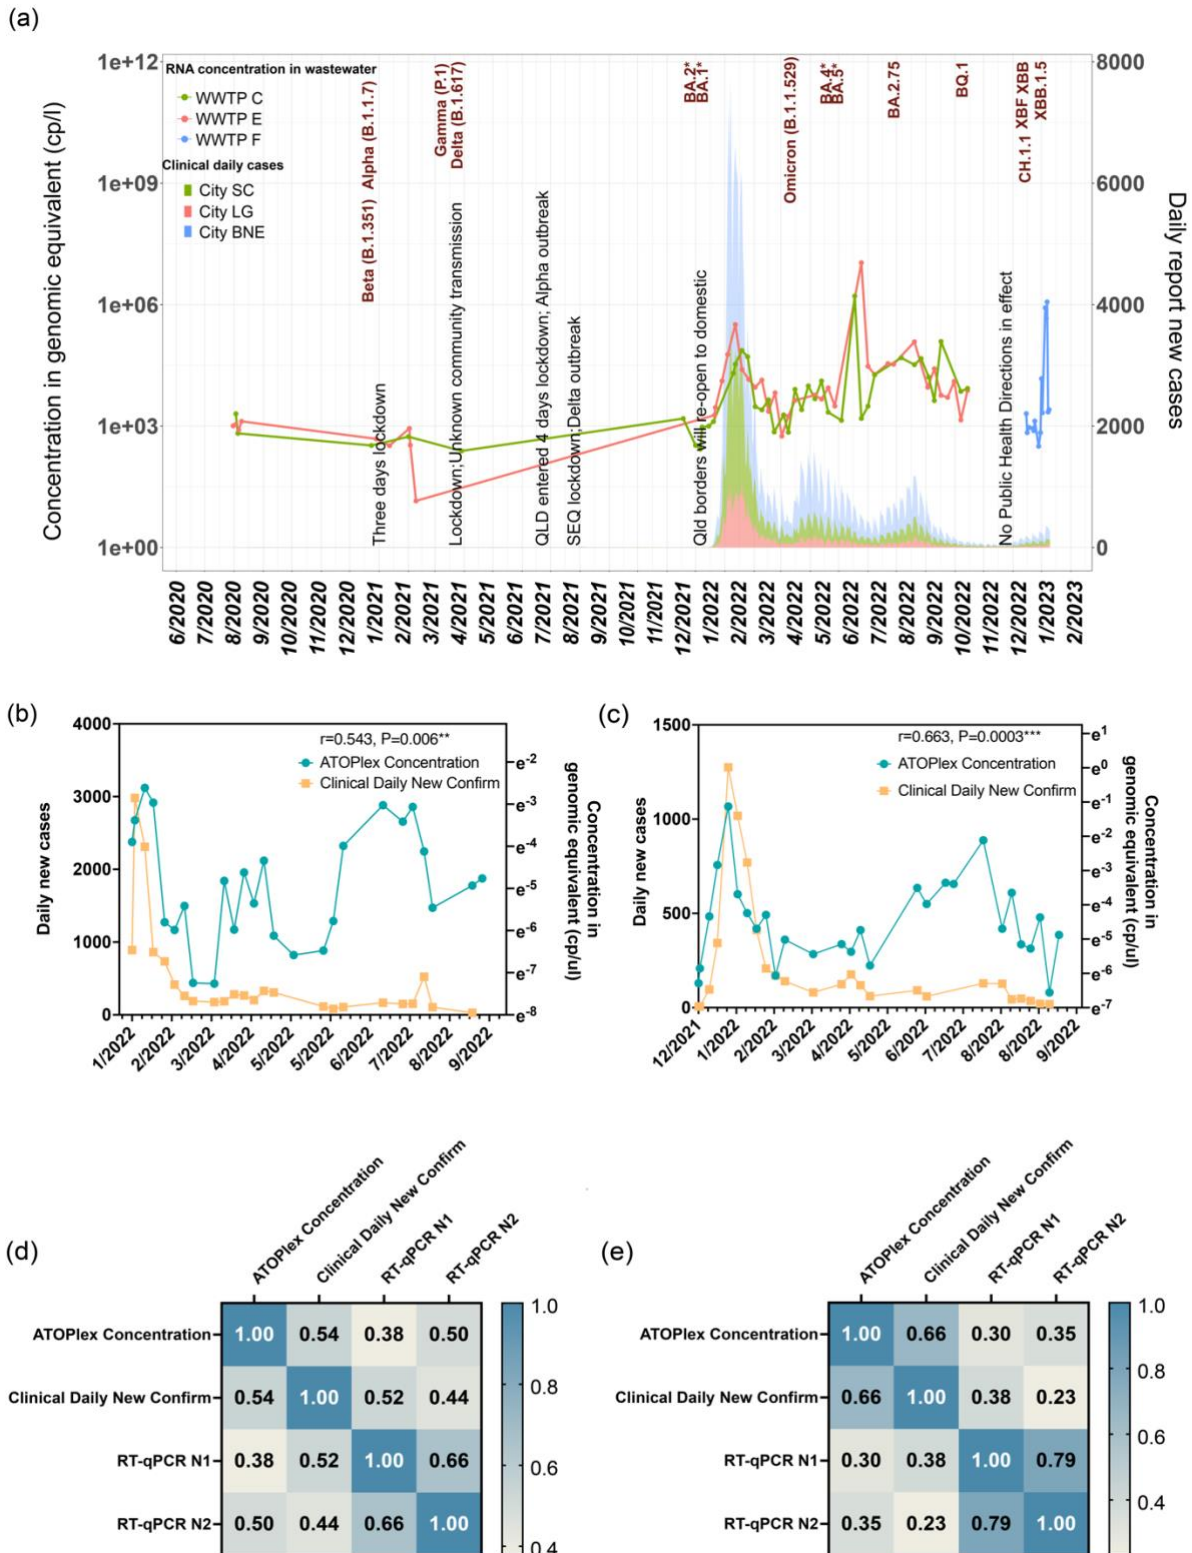 (a)
1e+12
1e+09
1e+06
1e+03
1e+00
Concentration in genomic equivalent (cp/l)
8000
6000
4000
2000
0
Daily report new cases
RNA concentration in wastewater
WWTP C
WWTP E
WWTP F
Clinical daily cases
City SC
City LG
City BNE
Beta (B.1.351)
Alpha (B.1.1.7)
Gamma (P.1)
Delta (B.1.617)
BA.2*
BA.1*
Omicron (B.1.1.529)
BA.4*
BA.5*
BA.2.75
BQ.1
CH.1.1 XBF XBB
XBB.1.5
Three days lockdown
Lockdown;Unknown community transmission
QLD entered 4 days lockdown; Alpha outbreak
SEQ lockdown;Delta outbreak
Qld borders will re-open to domestic
No Public Health Directions in effect
6/2020
7/2020
8/2020
9/2020
10/2020
11/2020
12/2020
1/2021
2/2021
3/2021
4/2021
5/2021
6/2021
7/2021
8/2021
9/2021
10/2021
11/2021
12/2021
1/2022
2/2022
3/2022
4/2022
5/2022
6/2022
7/2022
8/2022
9/2022
10/2022
11/2022
12/2022
1/2023
2/2023
(b)
4000
3000
2000
1000
0
Daily new cases
r=0.543, P=0.006**
ATOPlex Concentration
Clinical Daily New Confirm
e-2
e-3
e-4
e-5
e-6
e-7
e-8
Concentration in
genomic equivalent (cp/ul)
1/2022
2/2022
3/2022
4/2022
5/2022
5/2022
6/2022
7/2022
8/2022
9/2022
(c)
1500
1000
500
0
Daily new cases
r=0.663, P=0.0003***
ATOPlex Concentration
Clinical Daily New Confirm
e1
e0
e-1
e-2
e-3
e-4
e-5
e-6
e-7
Concentration in
genomic equivalent (cp/ul)
12/2021
1/2022
2/2022
3/2022
4/2022
5/2022
6/2022
7/2022
8/2022
8/2022
9/2022
(d)
ATOPlex Concentration
Clinical Daily New Confirm
RT-qPCR N1
RT-qPCR N2
ATOPlex Concentration 1.00 0.54 0.38 0.50
Clinical Daily New Confirm 0.54 1.00 0.52 0.44
RT-qPCR N1 0.38 0.52 1.00 0.66
RT-qPCR N2 0.50 0.44 0.66 1.00
1.0
0.8
0.6
0.4
(e)
ATOPlex Concentration
Clinical Daily New Confirm
RT-qPCR N1
RT-qPCR N2
ATOPlex Concentration 1.00 0.66 0.30 0.35
Clinical Daily New Confirm 0.66 1.00 0.38 0.23
RT-qPCR N1 0.30 0.38 1.00 0.79
RT-qPCR N2 0.35 0.23 0.79 1.00
1.0
0.8
0.6
0.4